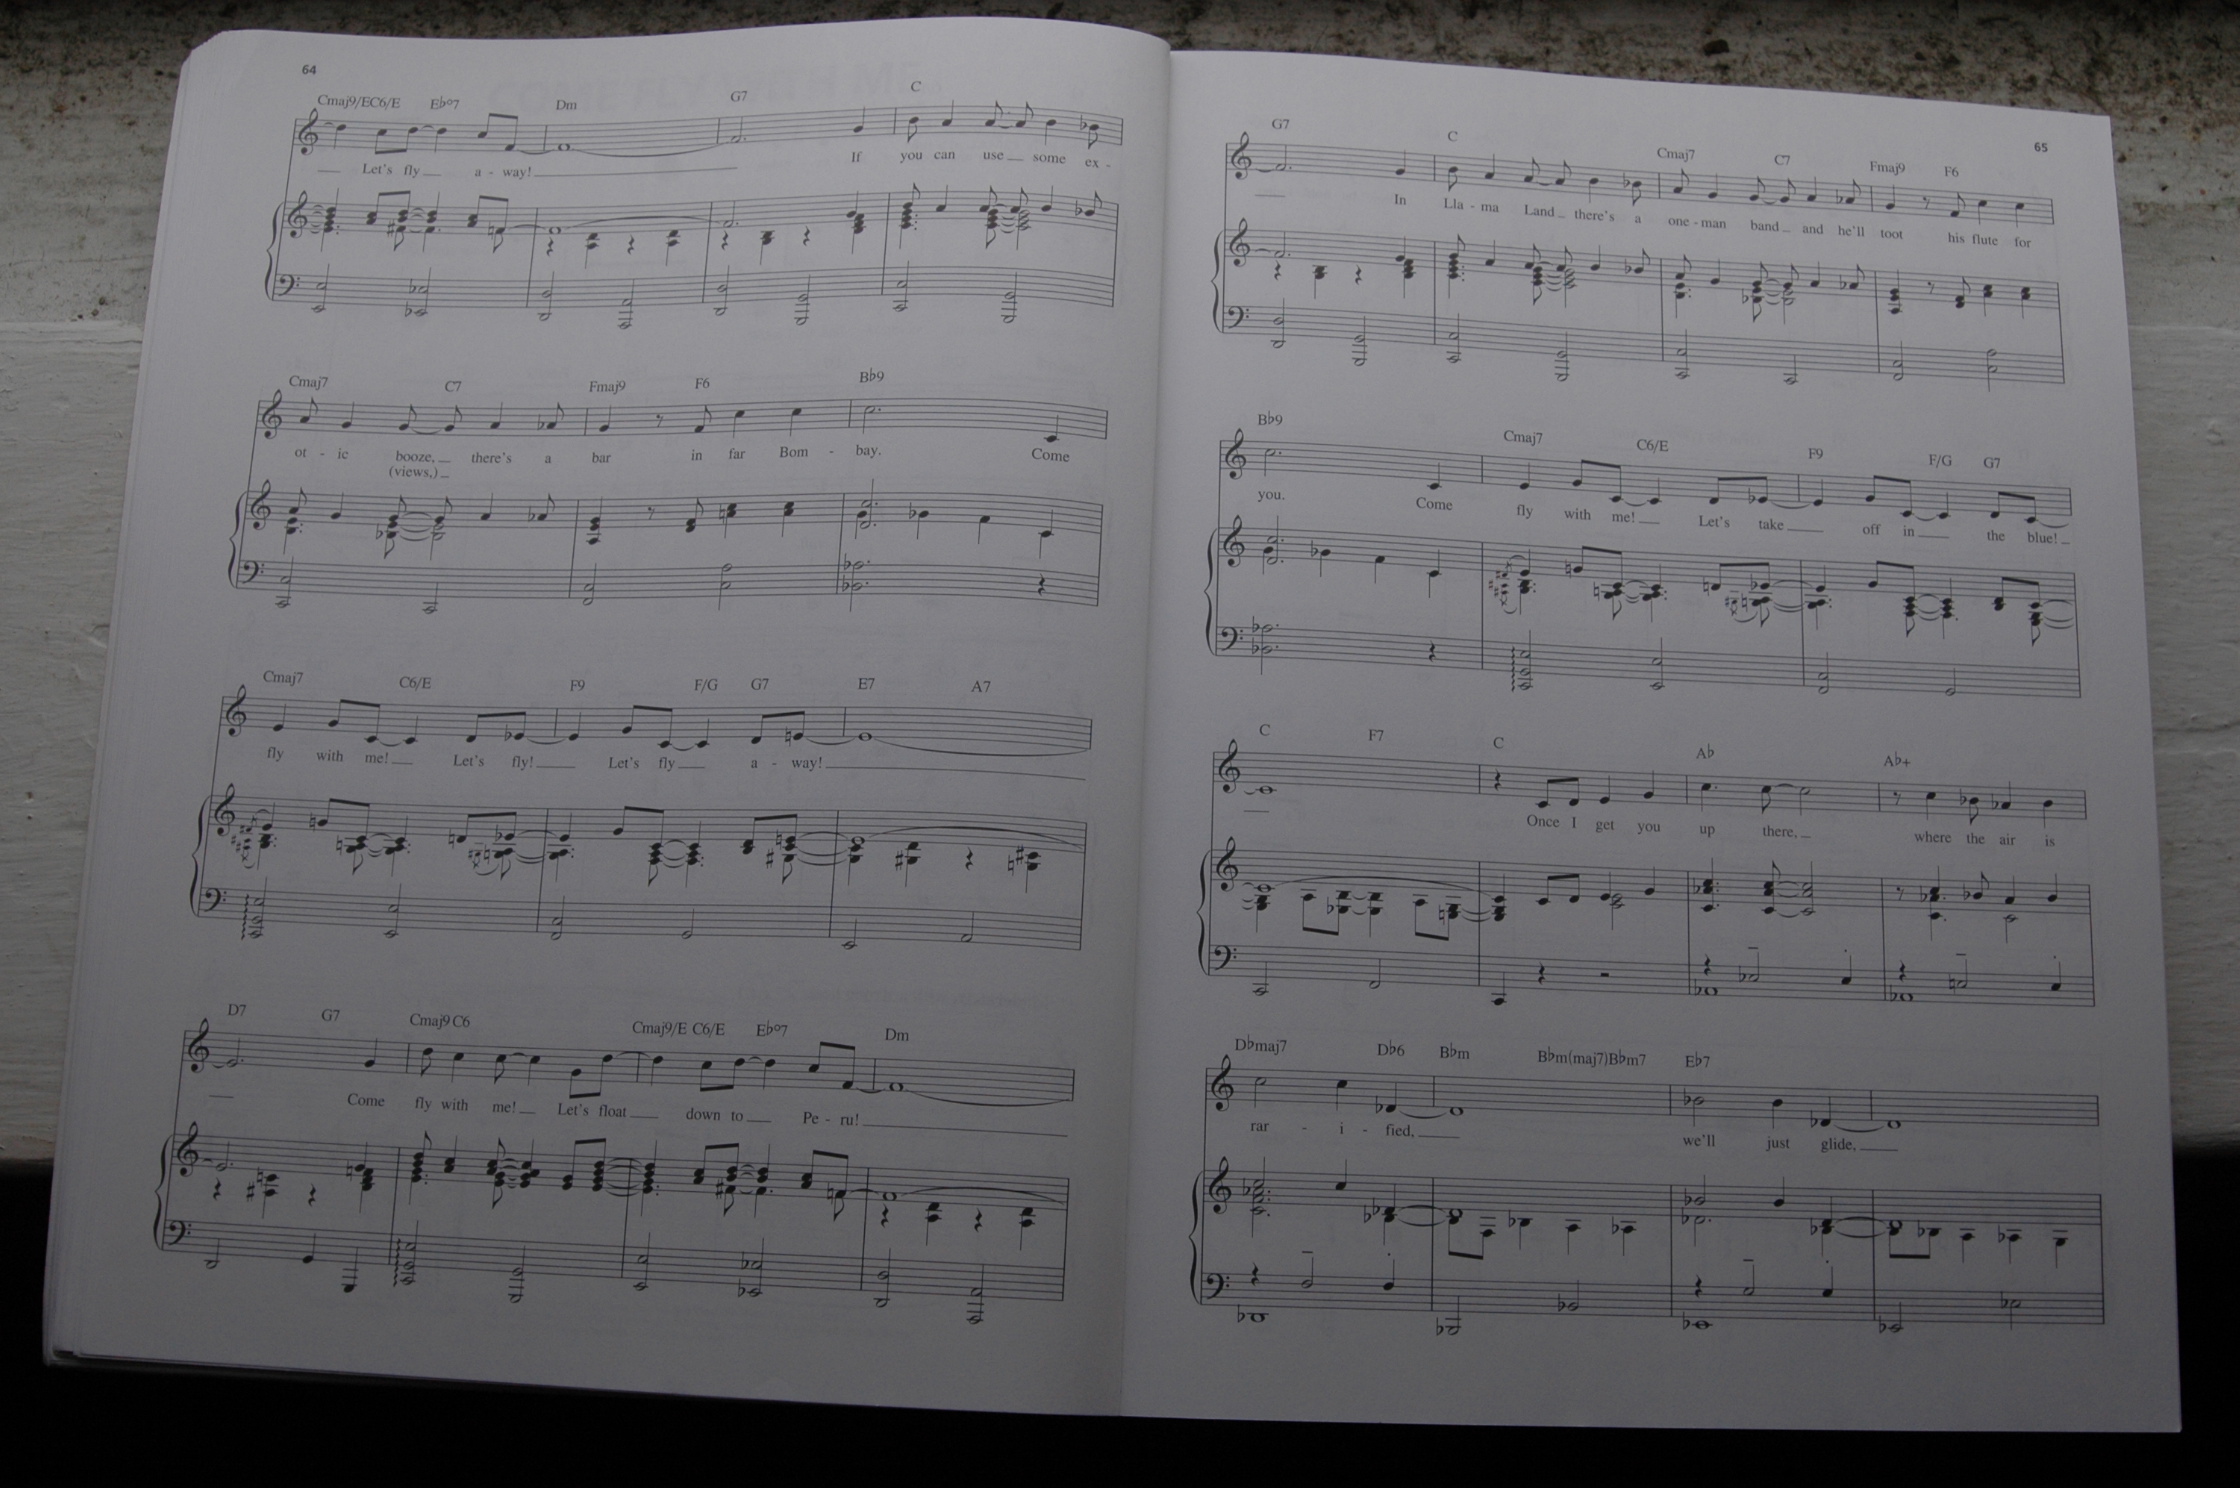 64
Cmaj9/E C6/E E♭o7 Dm G7 C
Let's fly a - way! If you can use some ex -
Cmaj7 C7 Fmaj9 F6 B♭9
ot - ic booze, there's a bar in far Bom - bay. Come
(views,)
Cmaj7 C6/E F9 F/G G7 E7 A7
fly with me! Let's fly! Let's fly a - way!
D7 G7 Cmaj9 C6 Cmaj9/E C6/E E♭o7 Dm
Come fly with me! Let's float down to Pe - ru!
65
G7 C Cmaj7 C7 Fmaj9 F6
In Lla - ma Land there's a one - man band and he'll toot his flute for
B♭9 Cmaj7 C6/E F9 F/G G7
you. Come fly with me! Let's take off in the blue!
C F7 C A♭ A♭+
Once I get you up there, where the air is
D♭maj7 D♭6 B♭m B♭m(maj7) B♭m7 E♭7
rar - i - fied, we'll just glide,